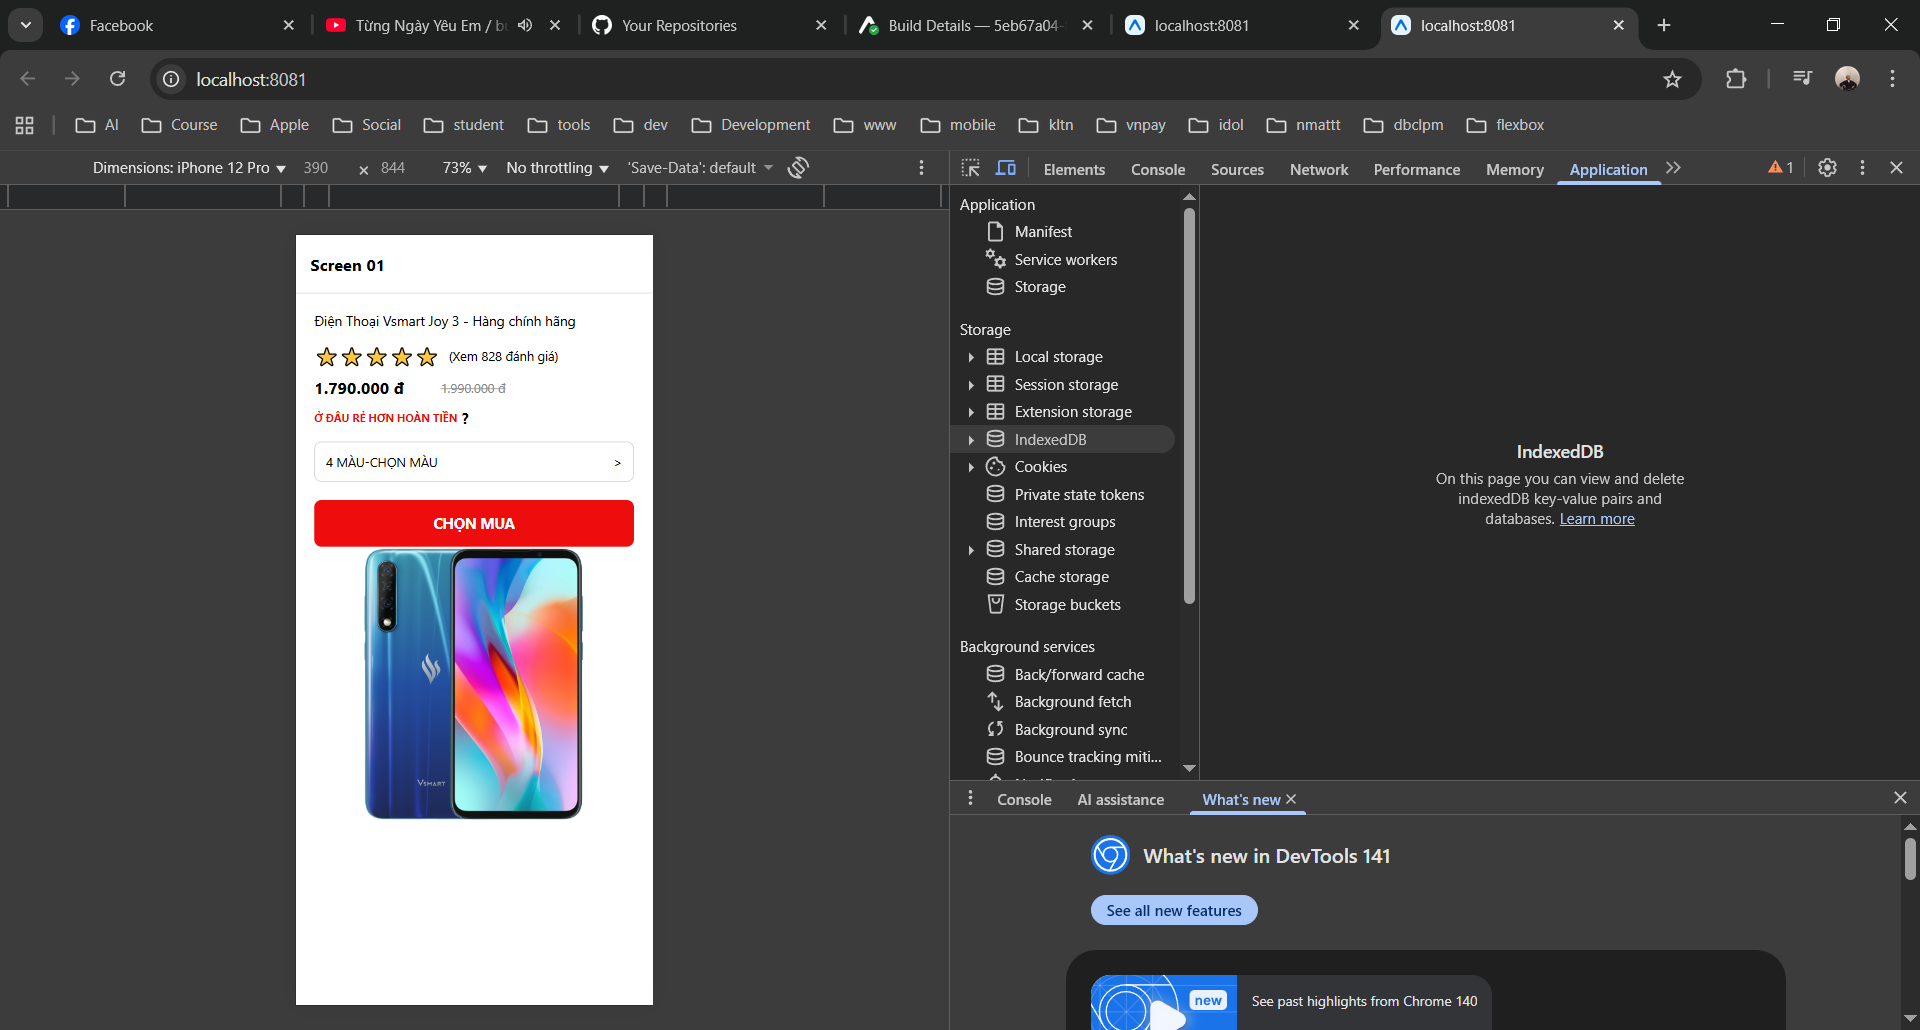 Facebook
Từng Ngày Yêu Em / bu
Your Repositories
Build Details — 5eb67a04-
localhost:8081
localhost:8081
localhost:8081
AI
Course
Apple
Social
student
tools
dev
Development
www
mobile
kltn
vnpay
idol
nmattt
dbclpm
flexbox
Dimensions: iPhone 12 Pro 390 × 844 73% No throttling 'Save-Data': default
Elements Console Sources Network Performance Memory Application 1
Screen 01
Điện Thoại Vsmart Joy 3 - Hàng chính hãng
(Xem 828 đánh giá)
1.790.000 đ 1.990.000 đ
Ở ĐÂU RẺ HƠN HOÀN TIỀN ?
4 MÀU-CHỌN MÀU >
CHỌN MUA
VSMART
Application
Manifest
Service workers
Storage
Storage
Local storage
Session storage
Extension storage
IndexedDB
Cookies
Private state tokens
Interest groups
Shared storage
Cache storage
Storage buckets
Background services
Back/forward cache
Background fetch
Background sync
Bounce tracking miti...
IndexedDB
On this page you can view and delete
indexedDB key-value pairs and
databases. Learn more
Console AI assistance What's new
What's new in DevTools 141
See all new features
new
See past highlights from Chrome 140